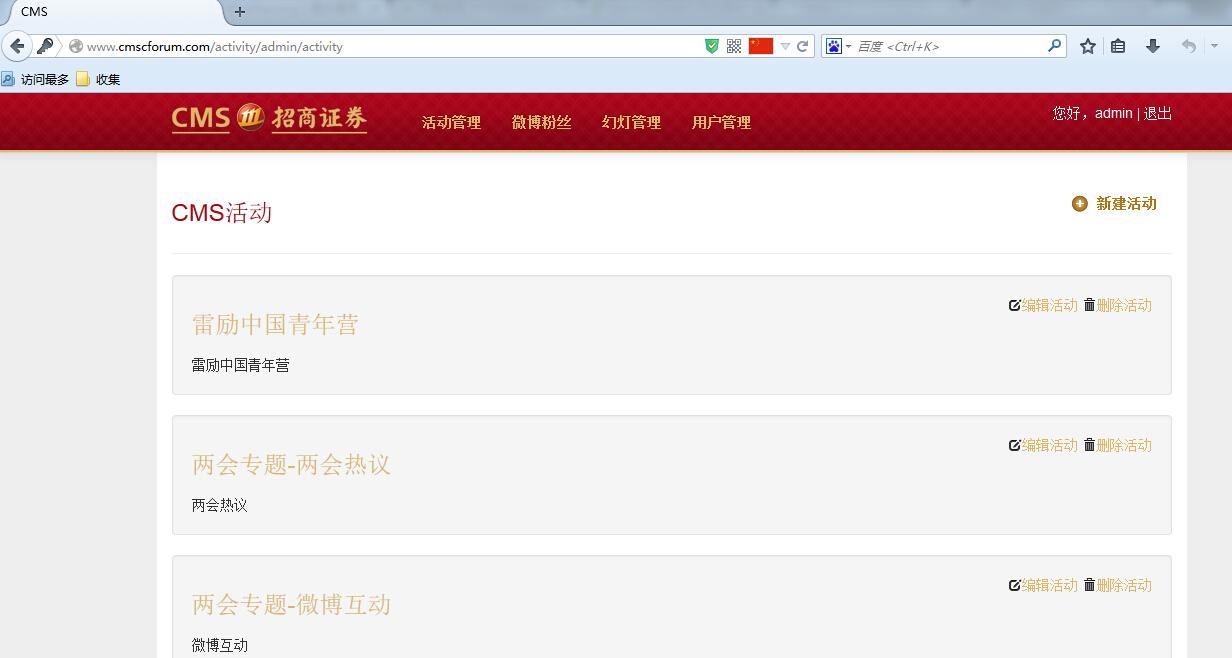 CMS
www.cmscforum.com/activity/admin/activity
百度 <Ctrl+K>
访问最多 收集
CMS 招商证券 活动管理 微博粉丝 幻灯管理 用户管理 您好，admin | 退出
CMS活动 新建活动
编辑活动 删除活动
雷励中国青年营
雷励中国青年营
编辑活动 删除活动
两会专题-两会热议
两会热议
编辑活动 删除活动
两会专题-微博互动
微博互动